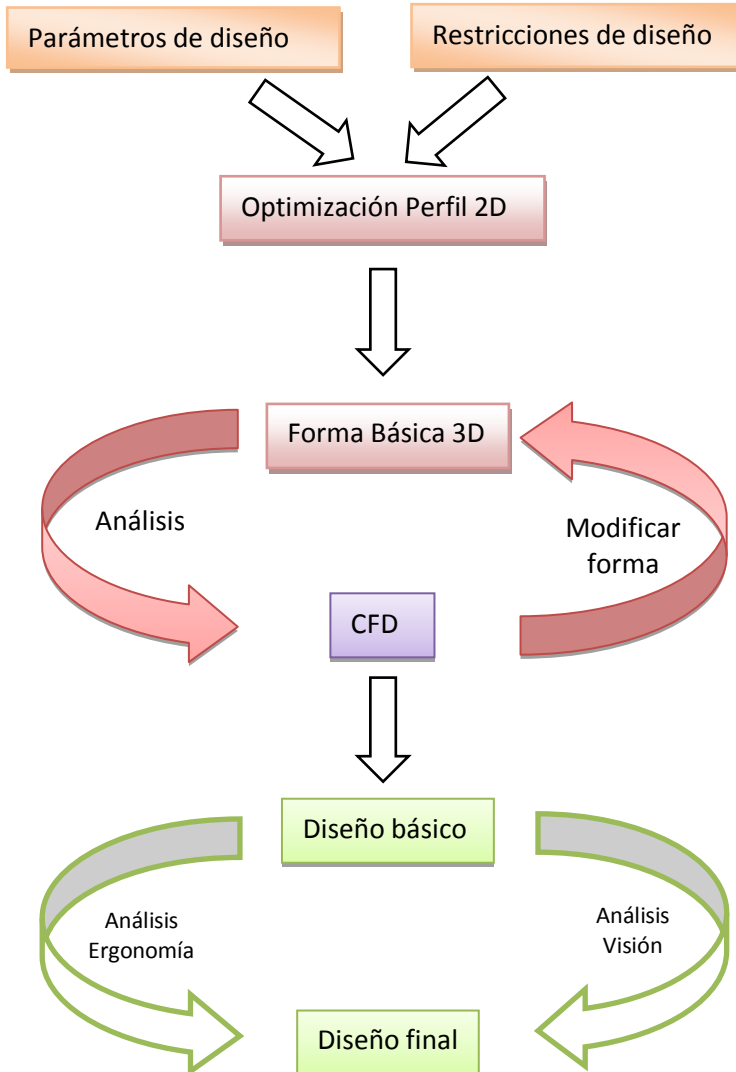 Parámetros de diseño
Restricciones de diseño
Optimización Perfil 2D
Forma Básica 3D
Análisis
Modificar
forma
CFD
Diseño básico
Análisis
Ergonomía
Análisis
Visión
Diseño final